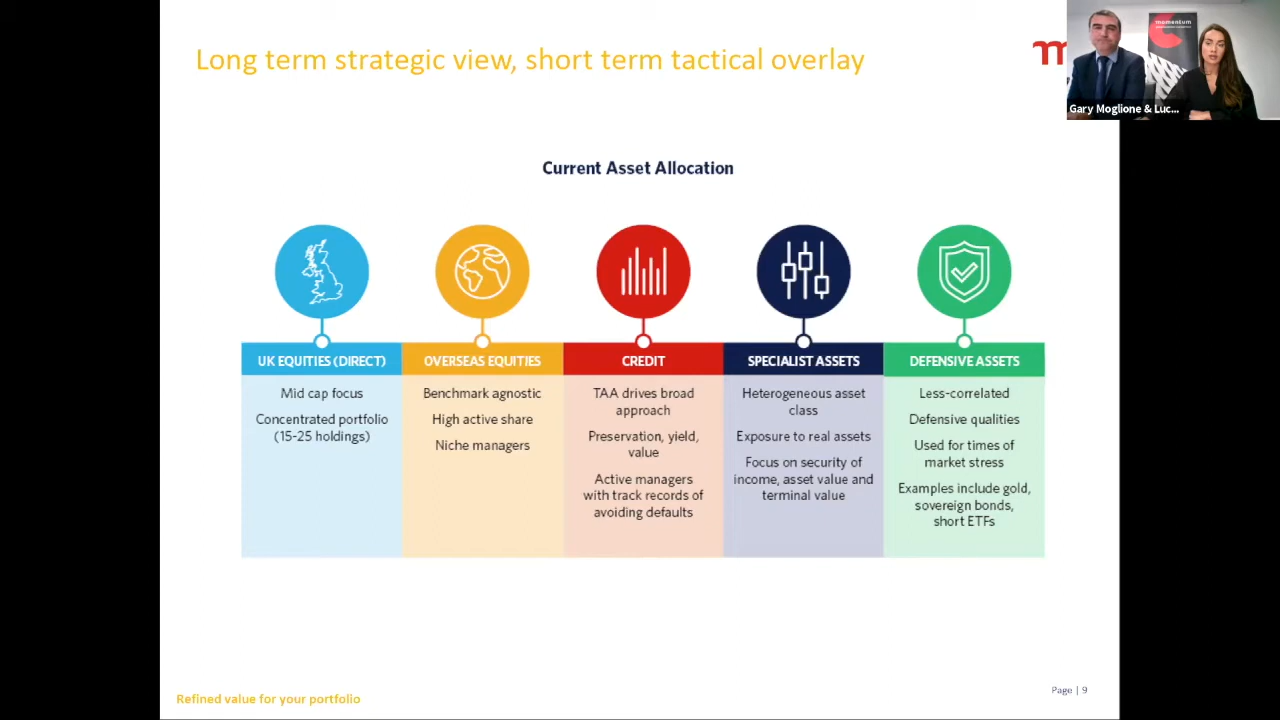 Long term strategic view, short term tactical overlay
m
momentum
Gary Moglione & Luc...
Current Asset Allocation
UK EQUITIES (DIRECT)
Mid cap focus
Concentrated portfolio
(15-25 holdings)
OVERSEAS EQUITIES
Benchmark agnostic
High active share
Niche managers
CREDIT
TAA drives broad
approach
Preservation, yield,
value
Active managers
with track records of
avoiding defaults
SPECIALIST ASSETS
Heterogeneous asset
class
Exposure to real assets
Focus on security of
income, asset value and
terminal value
DEFENSIVE ASSETS
Less-correlated
Defensive qualities
Used for times of
market stress
Examples include gold,
sovereign bonds,
short ETFs
Refined value for your portfolio
Page | 9